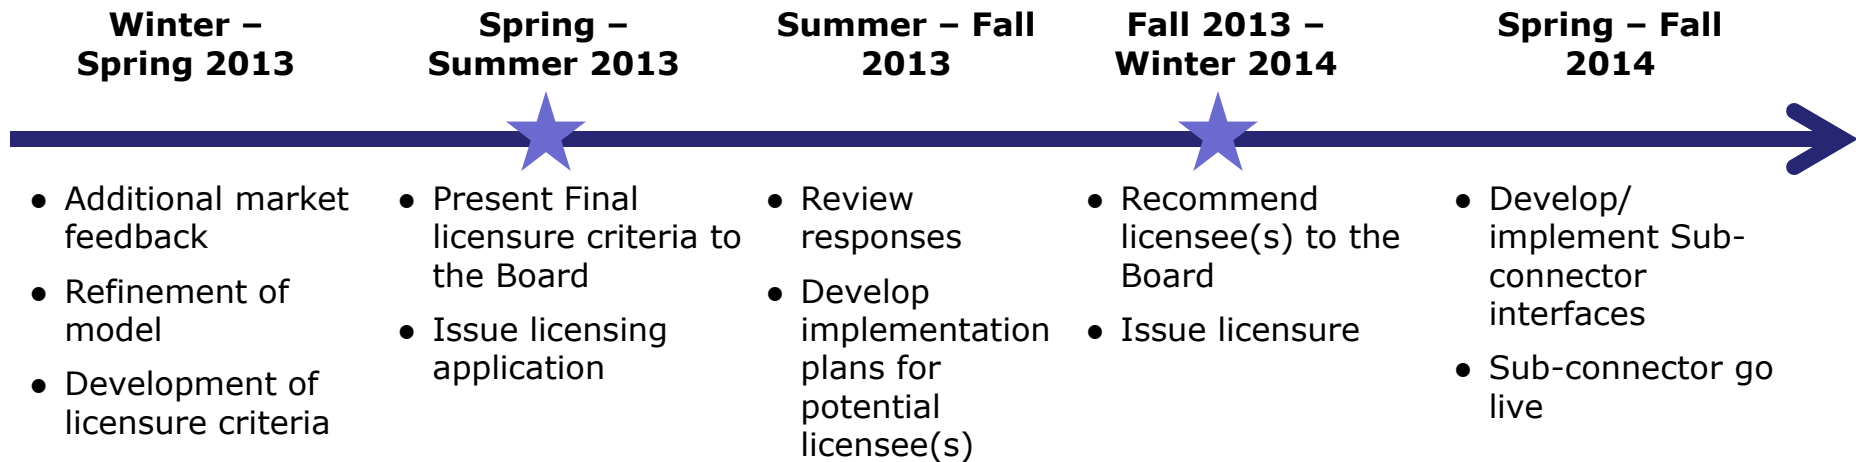 Winter –
Spring 2013
Spring –
Summer 2013
Summer – Fall
2013
Fall 2013 –
Winter 2014
Spring – Fall
2014
● Additional market
feedback
● Refinement of
model
● Development of
licensure criteria
● Present Final
licensure criteria to
the Board
● Issue licensing
application
● Review
responses
● Develop
implementation
plans for
potential
licensee(s)
● Recommend
licensee(s) to the
Board
● Issue licensure
● Develop/
implement Sub-
connector
interfaces
● Sub-connector go
live